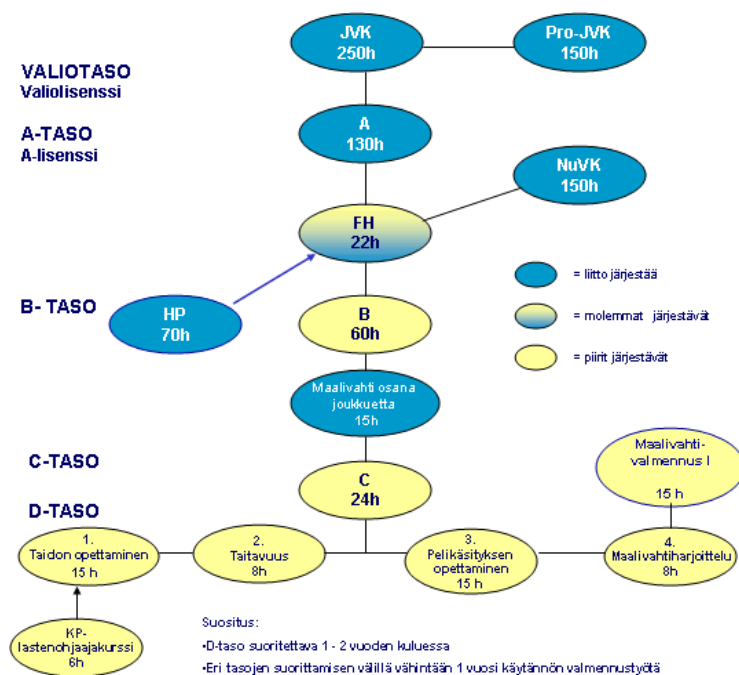 JVK
250h
Pro-JVK
150h
VALIOTASO
Valiolisenssi
A-TASO
A-lisenssi
A
130h
NuVK
150h
FH
22h
= liitto järjestää
B- TASO
HP
70h
B
60h
= molemmat järjestävät
= piirit järjestävät
Maalivahti osana
joukkuetta
15h
C-TASO
Maalivahti-
valmennus I
15 h
C
24h
D-TASO
1.
Taidon opettaminen
15 h
2.
Taitavuus
8h
3.
Pelikäsityksen
opettaminen
15 h
4.
Maalivahtiharjoittelu
8h
KP-
lastenohjaajakurssi
6h
Suositus:
•D-taso suoritettava 1 - 2 vuoden kuluessa
•Eri tasojen suorittamisen välillä vähintään 1 vuosi käytännön valmennustyötä